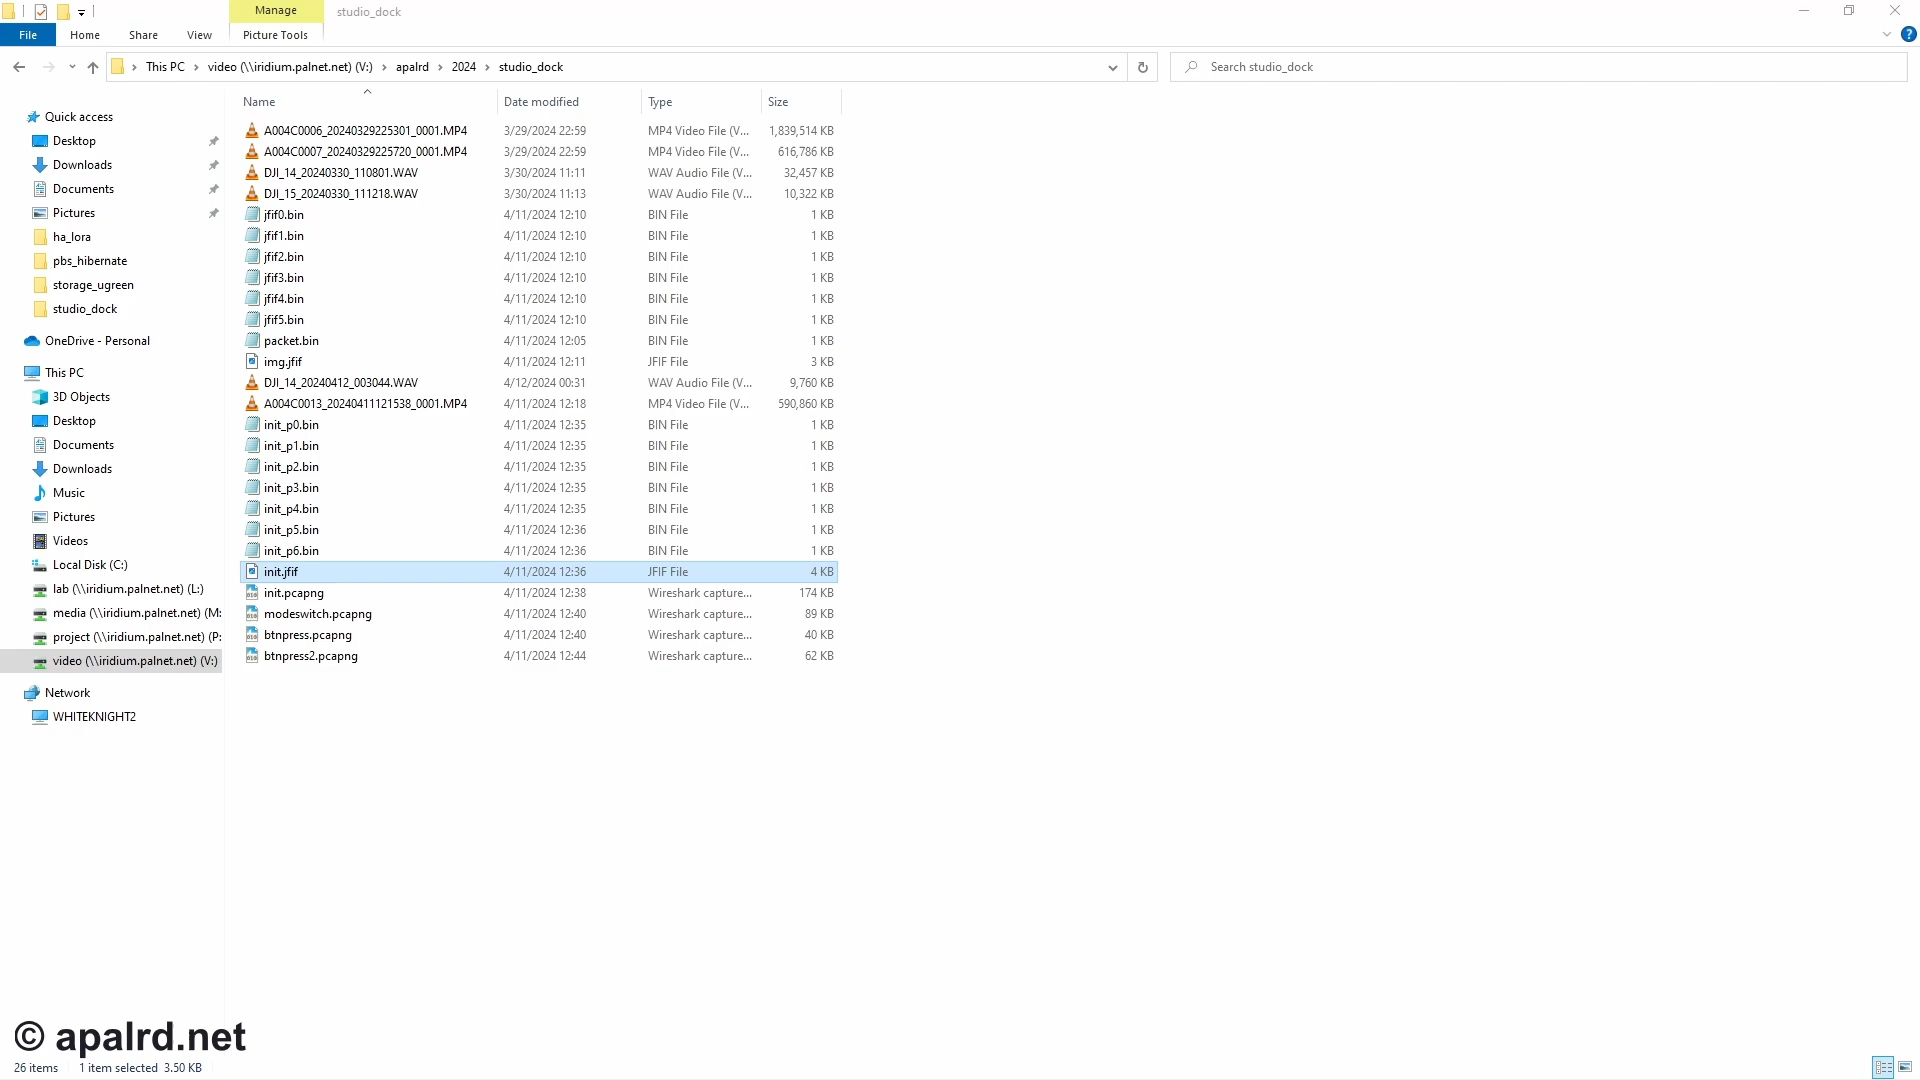 Manage
studio_dock
File
Home
Share
View
Picture Tools
?
This PC
video (\\iridium.palnet.net) (V:)
apalrd
2024
studio_dock
Search studio_dock
Name
Date modified
Type
Size
Quick access
Desktop
Downloads
Documents
Pictures
ha_lora
pbs_hibernate
storage_ugreen
studio_dock
OneDrive - Personal
This PC
3D Objects
Desktop
Documents
Downloads
Music
Pictures
Videos
Local Disk (C:)
lab (\\iridium.palnet.net) (L:)
media (\\iridium.palnet.net) (M:
project (\\iridium.palnet.net) (P:
video (\\iridium.palnet.net) (V:)
Network
WHITEKNIGHT2
A004C0006_20240329225301_0001.MP4 3/29/2024 22:59 MP4 Video File (V... 1,839,514 KB
A004C0007_20240329225720_0001.MP4 3/29/2024 22:59 MP4 Video File (V... 616,786 KB
DJI_14_20240330_110801.WAV 3/30/2024 11:11 WAV Audio File (V... 32,457 KB
DJI_15_20240330_111218.WAV 3/30/2024 11:13 WAV Audio File (V... 10,322 KB
jfif0.bin 4/11/2024 12:10 BIN File 1 KB
jfif1.bin 4/11/2024 12:10 BIN File 1 KB
jfif2.bin 4/11/2024 12:10 BIN File 1 KB
jfif3.bin 4/11/2024 12:10 BIN File 1 KB
jfif4.bin 4/11/2024 12:10 BIN File 1 KB
jfif5.bin 4/11/2024 12:10 BIN File 1 KB
packet.bin 4/11/2024 12:05 BIN File 1 KB
img.jfif 4/11/2024 12:11 JFIF File 3 KB
DJI_14_20240412_003044.WAV 4/12/2024 00:31 WAV Audio File (V... 9,760 KB
A004C0013_20240411121538_0001.MP4 4/11/2024 12:18 MP4 Video File (V... 590,860 KB
init_p0.bin 4/11/2024 12:35 BIN File 1 KB
init_p1.bin 4/11/2024 12:35 BIN File 1 KB
init_p2.bin 4/11/2024 12:35 BIN File 1 KB
init_p3.bin 4/11/2024 12:35 BIN File 1 KB
init_p4.bin 4/11/2024 12:35 BIN File 1 KB
init_p5.bin 4/11/2024 12:36 BIN File 1 KB
init_p6.bin 4/11/2024 12:36 BIN File 1 KB
init.jfif 4/11/2024 12:36 JFIF File 4 KB
init.pcapng 4/11/2024 12:38 Wireshark capture... 174 KB
modeswitch.pcapng 4/11/2024 12:40 Wireshark capture... 89 KB
btnpress.pcapng 4/11/2024 12:40 Wireshark capture... 40 KB
btnpress2.pcapng 4/11/2024 12:44 Wireshark capture... 62 KB
© apalrd.net
26 items
1 item selected 3.50 KB